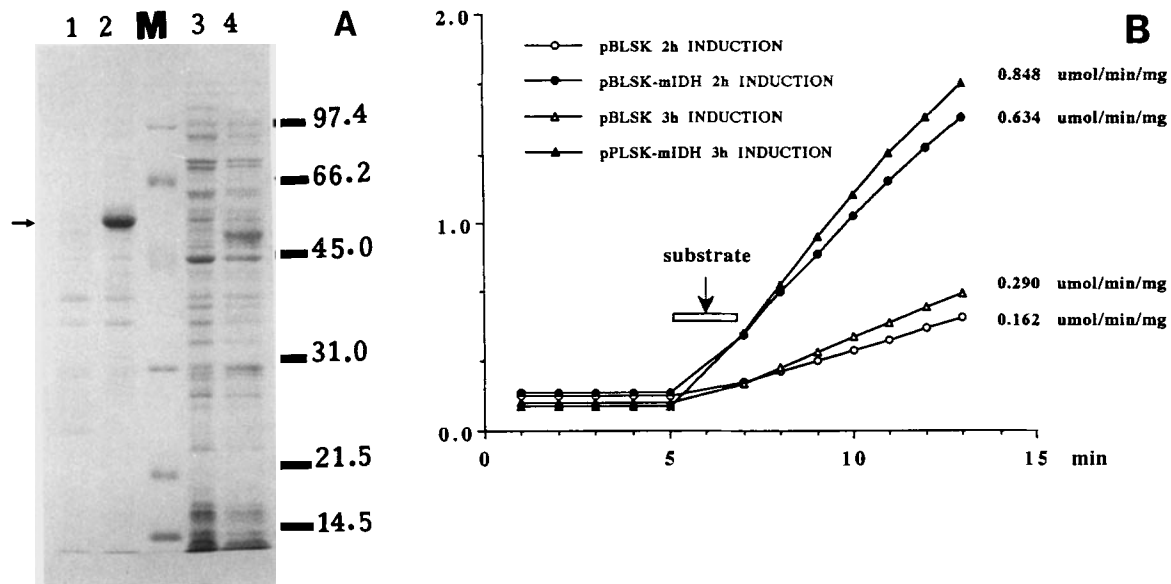 1 2 M 3 4 A
97.4
66.2
45.0
31.0
21.5
14.5
B
2.0
1.0
0.0
0 5 10 15 min
pBLSK 2h INDUCTION
pBLSK-mIDH 2h INDUCTION
pBLSK 3h INDUCTION
pPLSK-mIDH 3h INDUCTION
substrate
0.848 umol/min/mg
0.634 umol/min/mg
0.290 umol/min/mg
0.162 umol/min/mg